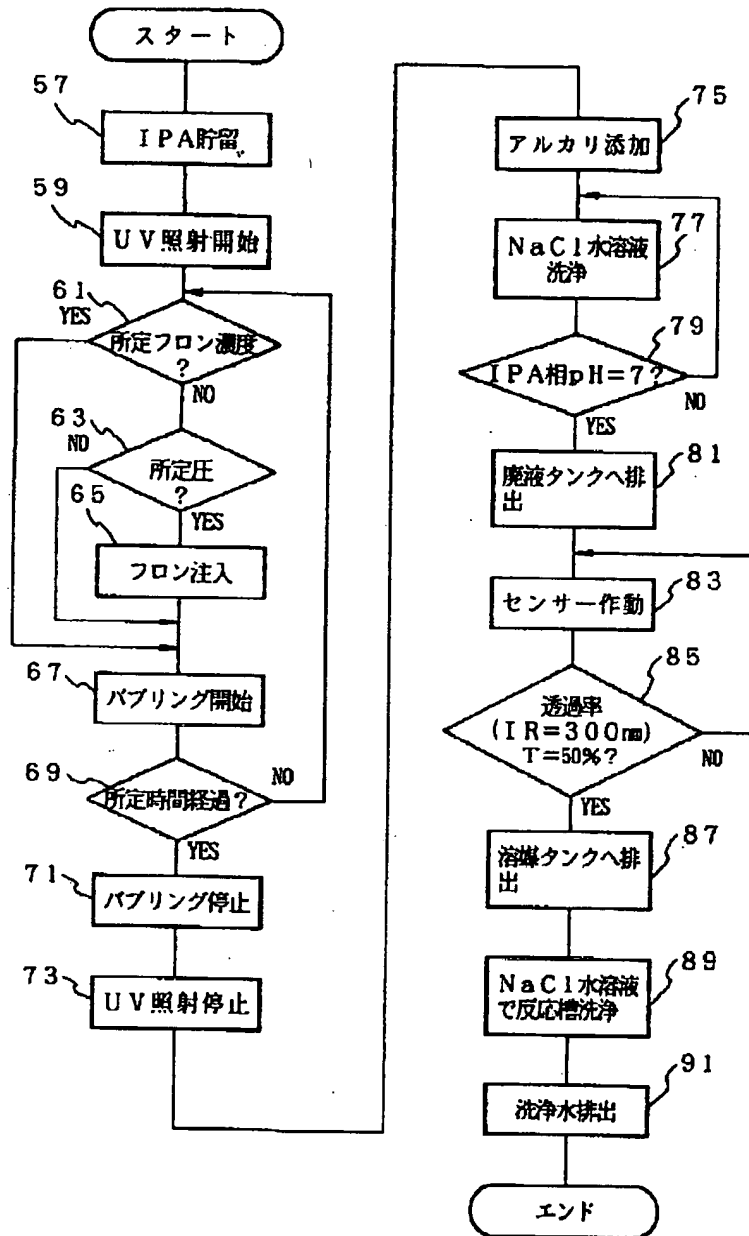 スタート
57
IPA貯留
59
UV照射開始
61
YES
所定フロン濃度
?
NO
63
NO
所定圧
?
65
YES
フロン注入
67
バブリング開始
69
NO
所定時間経過?
YES
71
バブリング停止
73
UV照射停止
75
アルカリ添加
77
NaCl水溶液
洗浄
79
IPA相pH=7?
NO
YES
81
廃液タンクへ排
出
83
センサー作動
85
透過率
(IR=300nm)
T=50%?
NO
YES
87
溶媒タンクへ排
出
89
NaCl水溶液
で反応槽洗浄
91
洗浄水排出
エンド